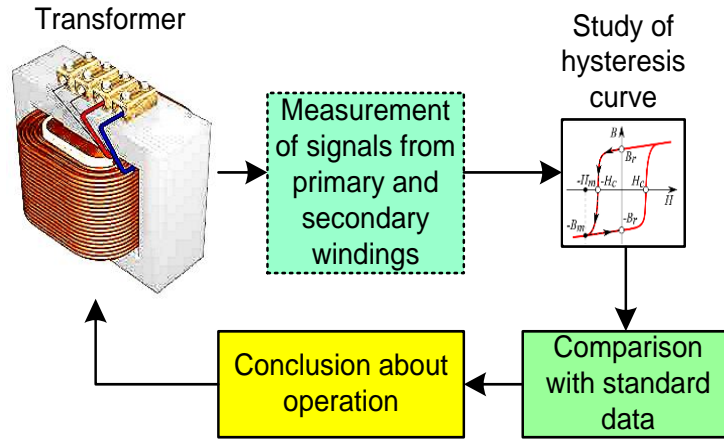 Transformer
Study of
hysteresis
curve
Measurement
of signals from
primary and
secondary
windings
B
Br
-Hm -Hc Hc
H
-Bm -Br
Conclusion about
operation
Comparison
with standard
data